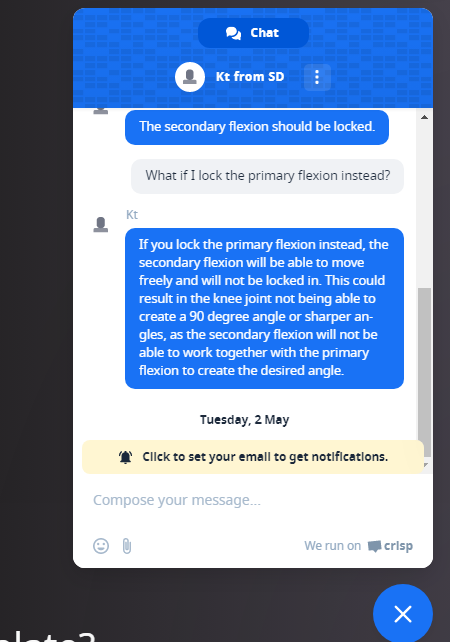 Chat
Kt from SD
The secondary flexion should be locked.
What if I lock the primary flexion instead?
Kt
If you lock the primary flexion instead, the
secondary flexion will be able to move
freely and will not be locked in. This could
result in the knee joint not being able to
create a 90 degree angle or sharper an-
gles, as the secondary flexion will not be
able to work together with the primary
flexion to create the desired angle.
Tuesday, 2 May
Click to set your email to get notifications.
Compose your message...
We run on crisp